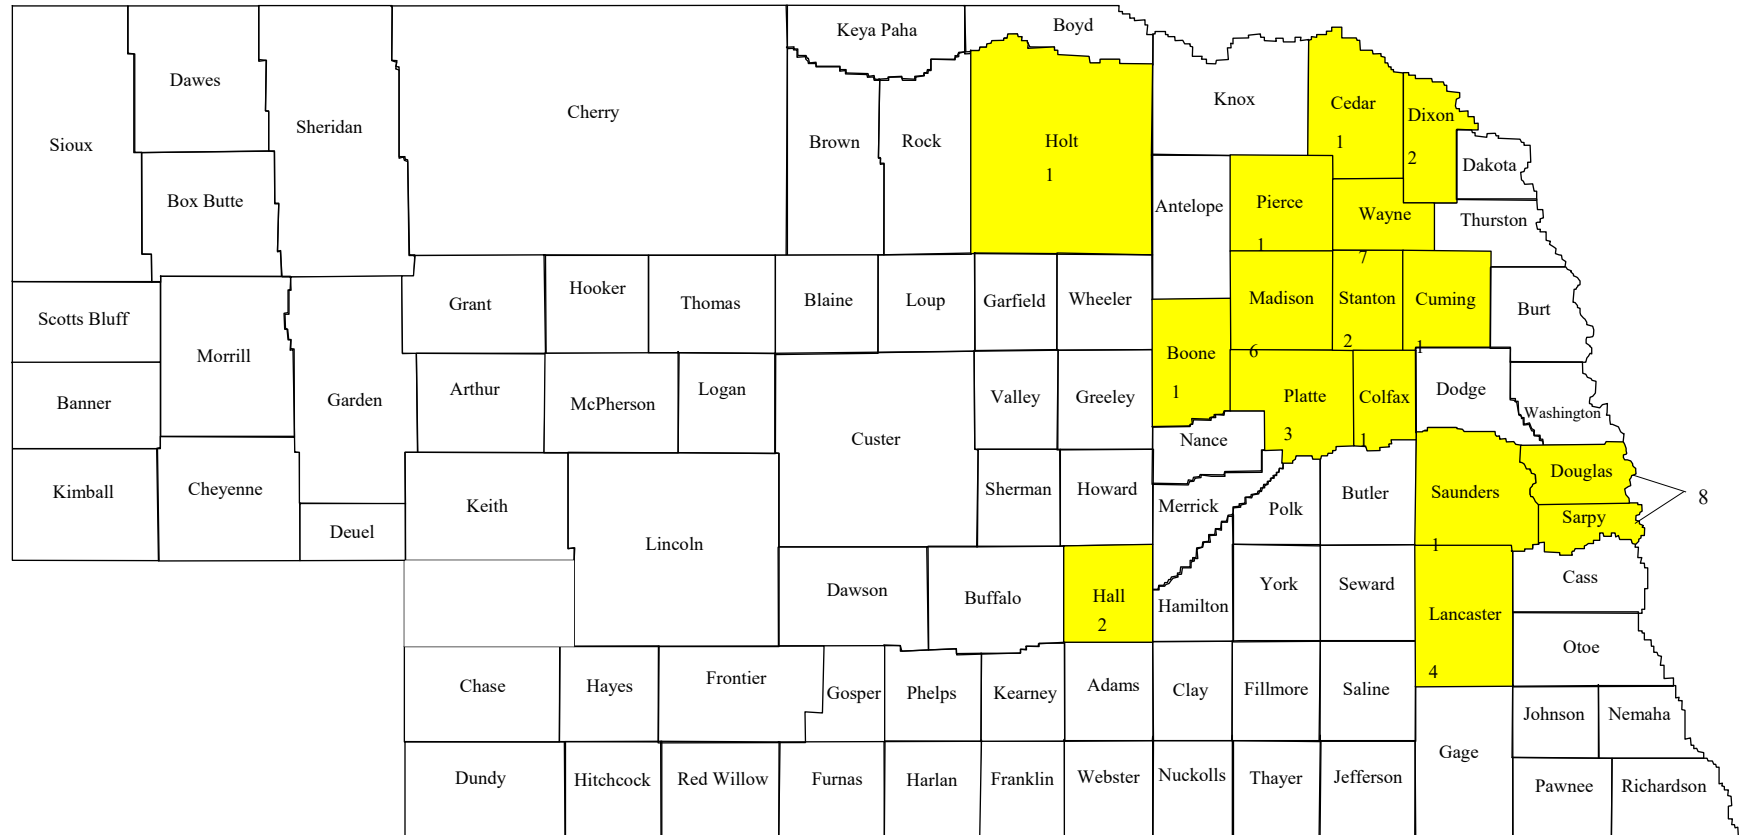 Boyd
Keya Paha
Dawes
Cherry
Knox
Cedar
Dixon
Sheridan
Sioux
Brown
Rock
Holt
1
1
2
Dakota
Box Butte
Antelope
Pierce
Wayne
Thurston
1
7
Grant
Hooker
Thomas
Blaine
Loup
Garfield
Wheeler
Madison
Stanton
Cuming
Burt
Scotts Bluff
Morrill
Boone
6
2
1
Banner
Garden
Arthur
McPherson
Logan
Valley
Greeley
1
Platte
Colfax
Dodge
Washington
Custer
Nance
3
1
Kimball
Cheyenne
Keith
Sherman
Howard
Merrick
Polk
Butler
Saunders
Douglas
8
Sarpy
Deuel
Lincoln
1
Dawson
Buffalo
Hall
2
Hamilton
York
Seward
Lancaster
Cass
4
Otoe
Chase
Hayes
Frontier
Gosper
Phelps
Kearney
Adams
Clay
Fillmore
Saline
Johnson
Nemaha
Gage
Dundy
Hitchcock
Red Willow
Furnas
Harlan
Franklin
Webster
Nuckolls
Thayer
Jefferson
Pawnee
Richardson